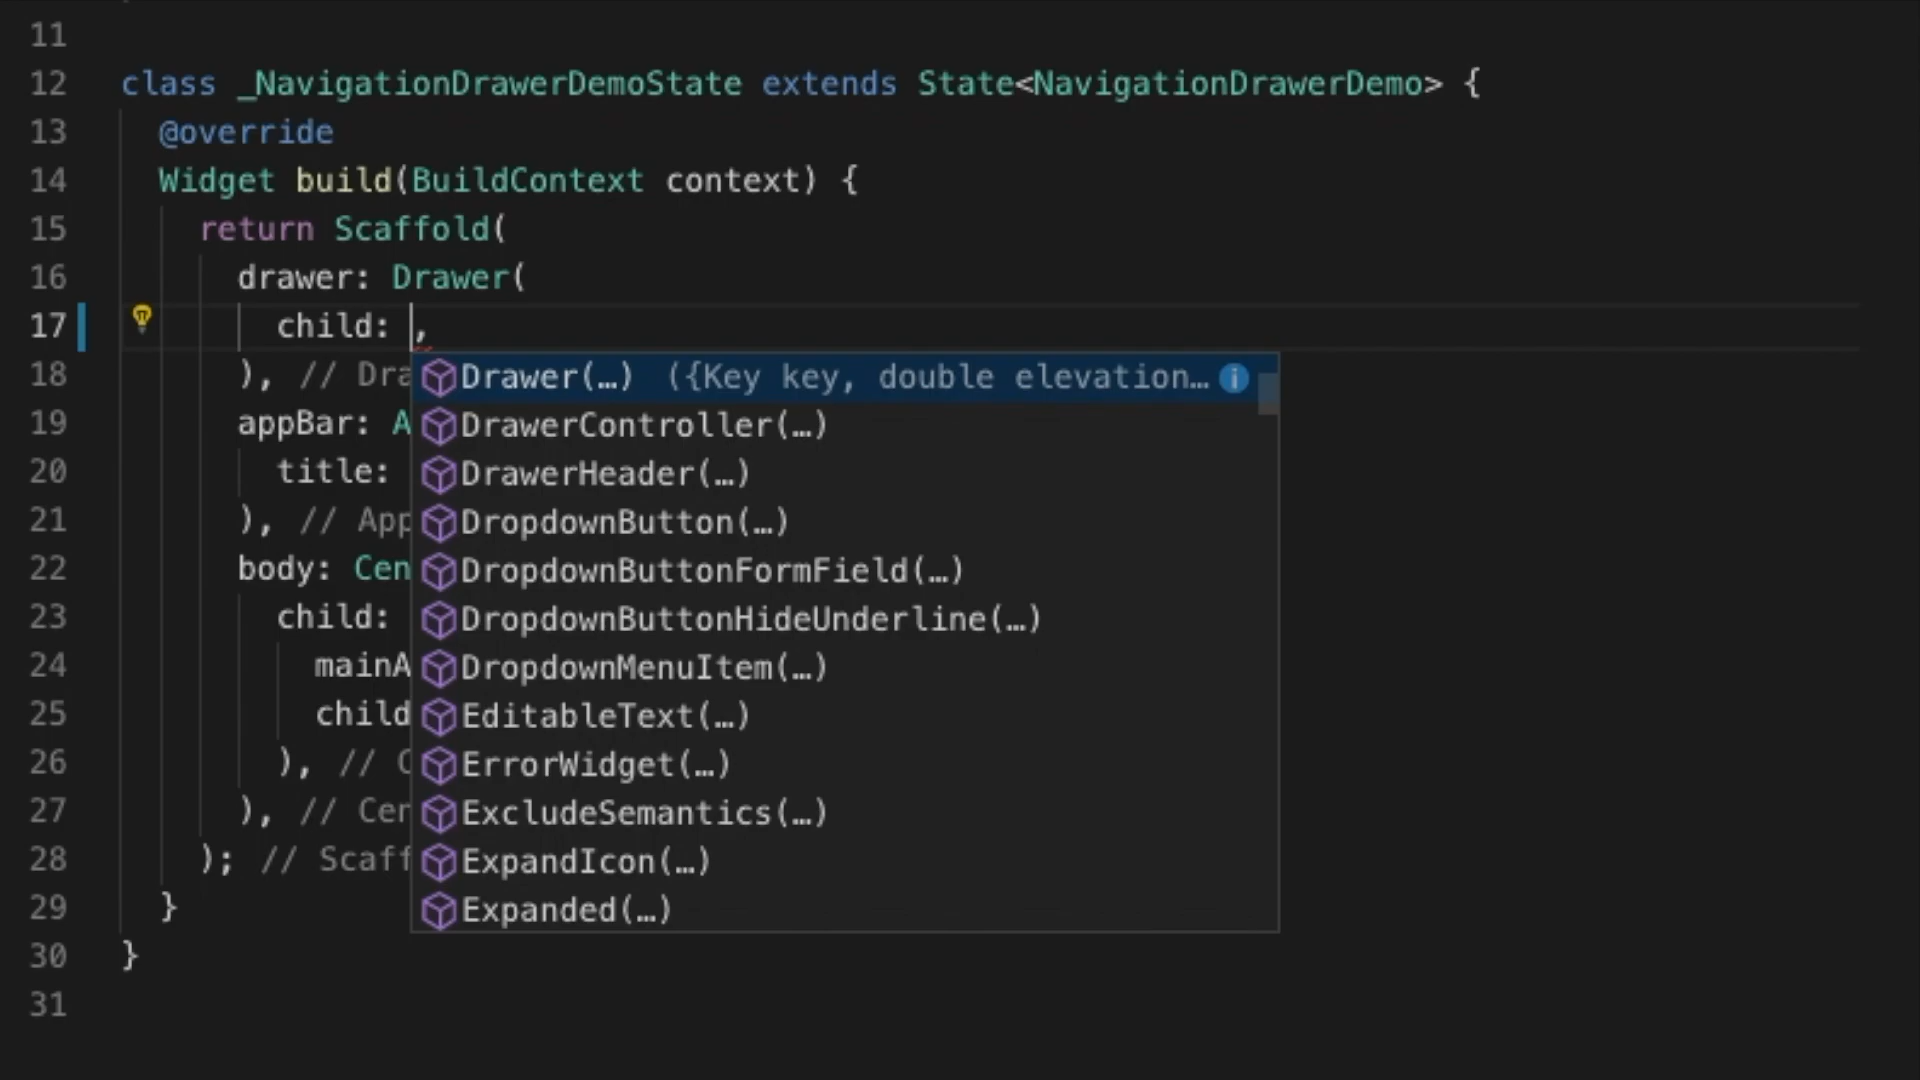 11
12 class _NavigationDrawerDemoState extends State<NavigationDrawerDemo> {
13 @override
14 Widget build(BuildContext context) {
15 return Scaffold(
16 drawer: Drawer(
17 child: ,
18 ), // Dra
Drawer(…) ({Key key, double elevation…
19 appBar: A
DrawerController(…)
20 title:
DrawerHeader(…)
21 ), // App
DropdownButton(…)
22 body: Cen
DropdownButtonFormField(…)
23 child:
DropdownButtonHideUnderline(…)
24 mainA
DropdownMenuItem(…)
25 child
EditableText(…)
26 ), // C
ErrorWidget(…)
27 ), // Cen
ExcludeSemantics(…)
28 ); // Scaff
ExpandIcon(…)
29 }
Expanded(…)
30 }
31